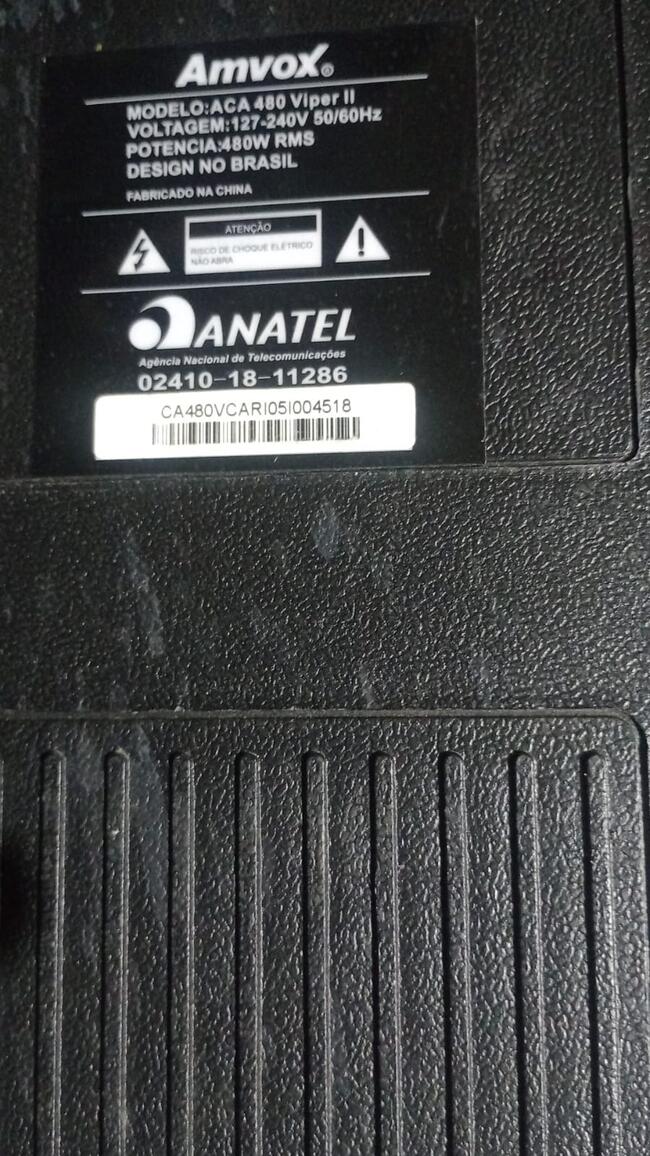 Amvox®
MODELO:ACA 480 Viper II
VOLTAGEM:127-240V 50/60Hz
POTENCIA:480W RMS
DESIGN NO BRASIL
FABRICADO NA CHINA
ATENÇÃO
RISCO DE CHOQUE ELÉTRICO
NÃO ABRA
ANATEL
Agência Nacional de Telecomunicações
02410-18-11286
CA480VCARI05I004518